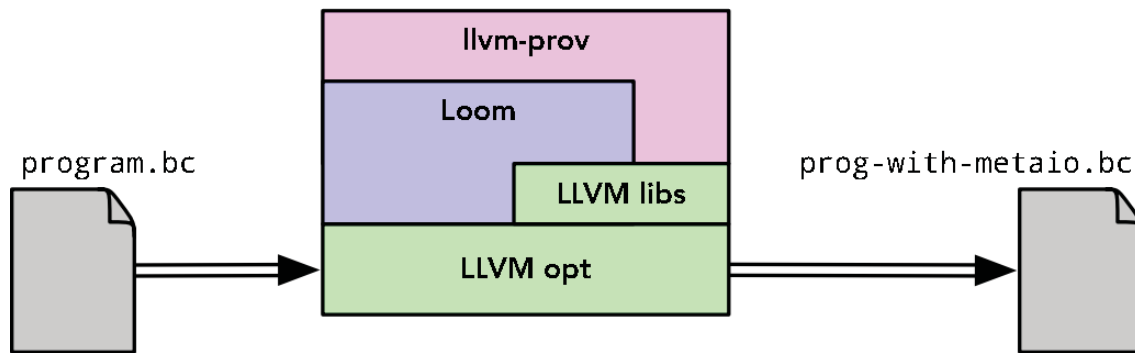 llvm-prov
Loom
program.bc
prog-with-metaio.bc
LLVM libs
LLVM opt